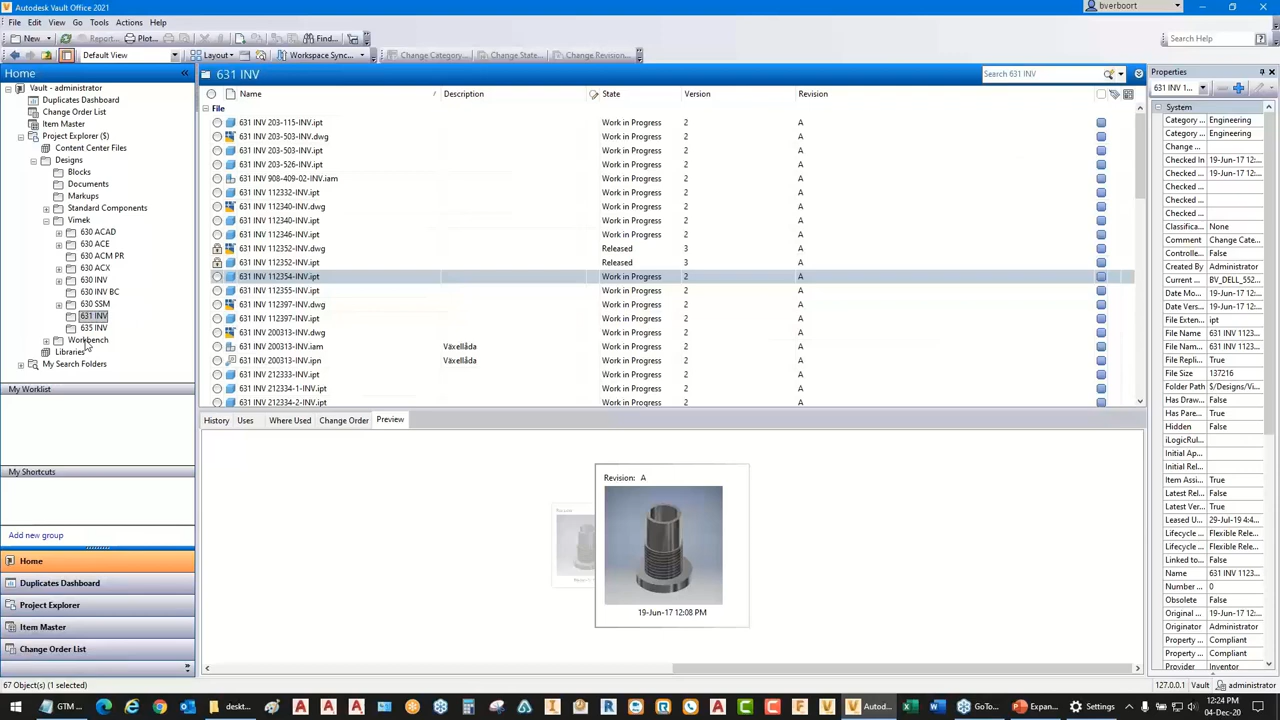 Autodesk Vault Office 2021
bverboort
File Edit View Go Tools Actions Help
New Report... Plot... Find...
Search Help
Default View Layout Workspace Sync... Change Category... Change State... Change Revision...
Home
Vault - administrator
Duplicates Dashboard
Change Order List
Item Master
Project Explorer ($)
Content Center Files
Designs
Blocks
Documents
Markups
Standard Components
Vimek
630 ACAD
630 ACE
630 ACM PR
630 ACX
630 INV
630 INV BC
630 SSM
631 INV
635 INV
Workbench
Libraries
My Search Folders
My Worklist
My Shortcuts
Add new group
Home
Duplicates Dashboard
Project Explorer
Item Master
Change Order List
631 INV
Search 631 INV
Name Description State Version Revision
File
631 INV 203-115-INV.ipt Work in Progress 2 A
631 INV 203-503-INV.dwg Work in Progress 2 A
631 INV 203-503-INV.ipt Work in Progress 2 A
631 INV 203-526-INV.ipt Work in Progress 2 A
631 INV 908-409-02-INV.iam Work in Progress 2 A
631 INV 112332-INV.ipt Work in Progress 2 A
631 INV 112340-INV.dwg Work in Progress 2 A
631 INV 112340-INV.ipt Work in Progress 2 A
631 INV 112346-INV.ipt Work in Progress 2 A
631 INV 112352-INV.dwg Released 3 A
631 INV 112352-INV.ipt Released 3 A
631 INV 112354-INV.ipt Work in Progress 2 A
631 INV 112355-INV.ipt Work in Progress 2 A
631 INV 112397-INV.dwg Work in Progress 2 A
631 INV 112397-INV.ipt Work in Progress 2 A
631 INV 200313-INV.dwg Work in Progress 2 A
631 INV 200313-INV.iam Växellåda Work in Progress 2 A
631 INV 200313-INV.ipn Växellåda Work in Progress 2 A
631 INV 212333-INV.ipt Work in Progress 2 A
631 INV 212334-1-INV.ipt Work in Progress 2 A
631 INV 212334-2-INV.ipt Work in Progress 2 A
History Uses Where Used Change Order Preview
Revision: A
19-Jun-17 12:08 PM
Properties
631 INV 1...
System
Category ... Engineering
Category ... Engineering
Change ...
Checked In 19-Jun-17 12:...
Checked ... 19-Jun-17 12:...
Checked ...
Checked ...
Checked ...
Classifica... None
Comment Change Cate...
Controlle... False
Created By Administrator
Current ... BV_DELL_552...
Date Mo... 19-Jun-17 12:...
Date Ver... 19-Jun-17 12:...
File Exten... ipt
File Name 631 INV 1123...
File Nam... 631 INV 1123...
File Repli... True
File Size 137216
Folder Path $/Designs/Vi...
Has Draw... False
Has Pare... True
Hidden False
iLogicRul...
Initial Ap...
Initial Rel...
Item Assi... True
Latest Rel... False
Latest Ver... True
Leased U... 29-Jul-19 4:4...
Lifecycle ... Flexible Rele...
Lifecycle ... Flexible Rele...
Linked to... False
Name 631 INV 1123...
Number ... 0
Obsolete False
Original ... 19-Jun-17 12:...
Originator Administrator
Property ... Compliant
Property ... Compliant
Provider Inventor
67 Object(s) (1 selected)
127.0.0.1 Vault administrator
GTM ... deskt... Autod... GoTo... Expan... Settings
12:24 PM
04-Dec-20